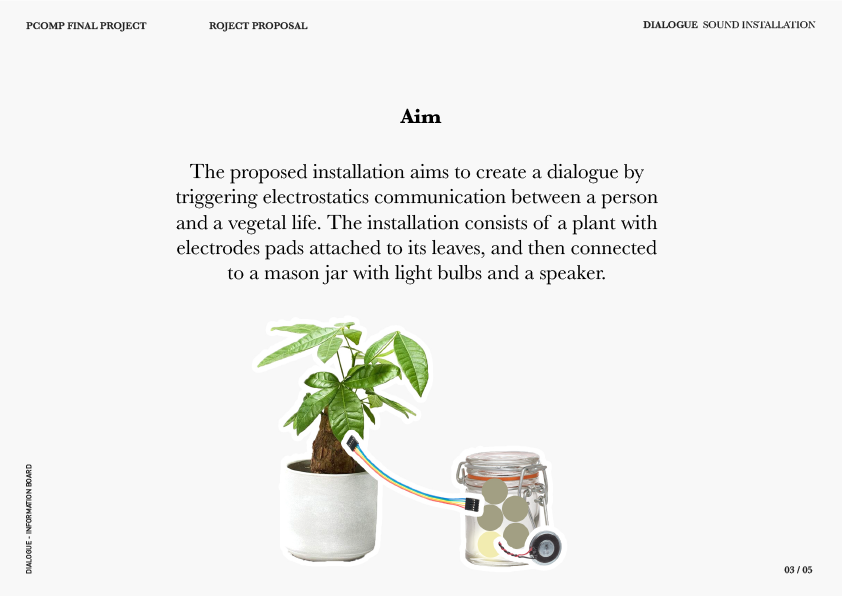 PCOMP FINAL PROJECT
ROJECT PROPOSAL
DIALOGUE SOUND INSTALLATION
Aim
The proposed installation aims to create a dialogue by
triggering electrostatics communication between a person
and a vegetal life. The installation consists of a plant with
electrodes pads attached to its leaves, and then connected
to a mason jar with light bulbs and a speaker.
DIALOGUE - INFORMATION BOARD
03 / 05